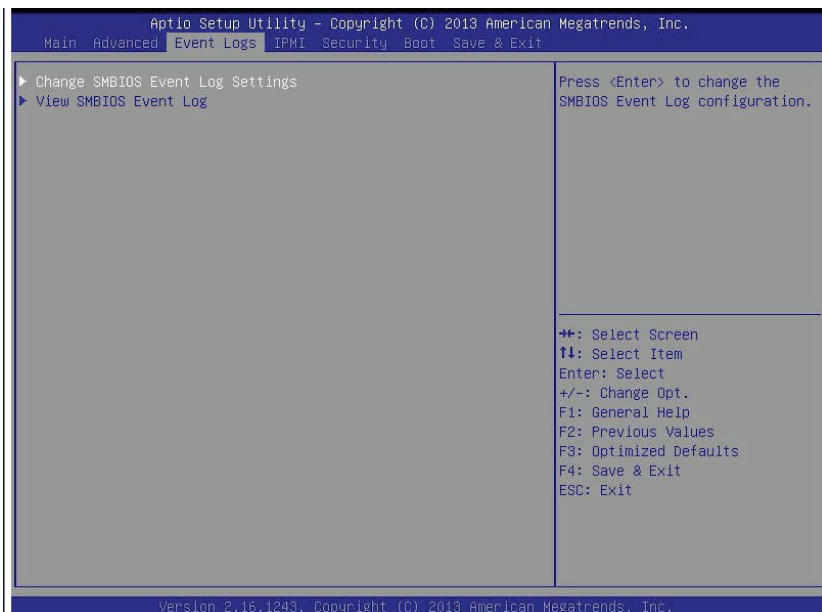 Aptio Setup Utility – Copyright (C) 2013 American Megatrends, Inc.
Main Advanced Event Logs IPMI Security Boot Save & Exit
▶ Change SMBIOS Event Log Settings
▶ View SMBIOS Event Log
Press <Enter> to change the
SMBIOS Event Log configuration.
→←: Select Screen
↑↓: Select Item
Enter: Select
+/-: Change Opt.
F1: General Help
F2: Previous Values
F3: Optimized Defaults
F4: Save & Exit
ESC: Exit
Version 2.16.1243. Copyright (C) 2013 American Megatrends, Inc.